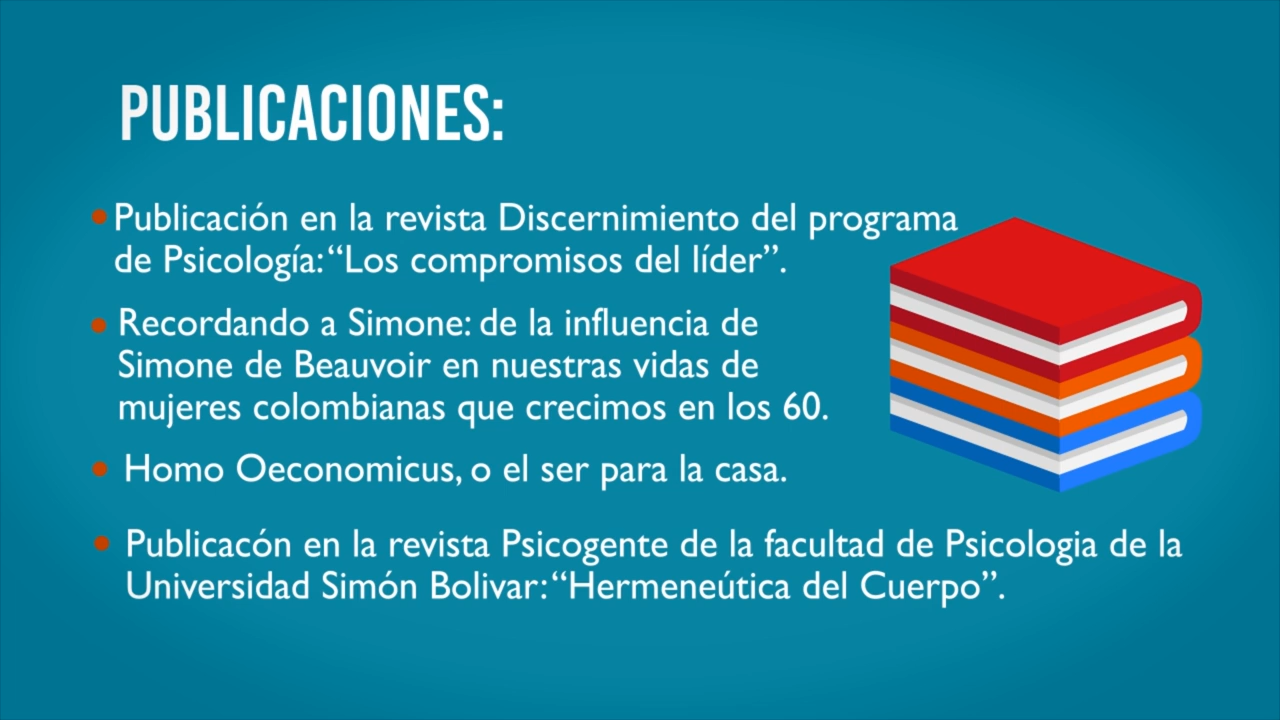 PUBLICACIONES:
Publicación en la revista Discernimiento del programa
de Psicología: “Los compromisos del líder”.
Recordando a Simone: de la influencia de
Simone de Beauvoir en nuestras vidas de
mujeres colombianas que crecimos en los 60.
Homo Oeconomicus, o el ser para la casa.
Publicacón en la revista Psicogente de la facultad de Psicologia de la
Universidad Simón Bolivar: “Hermeneútica del Cuerpo”.